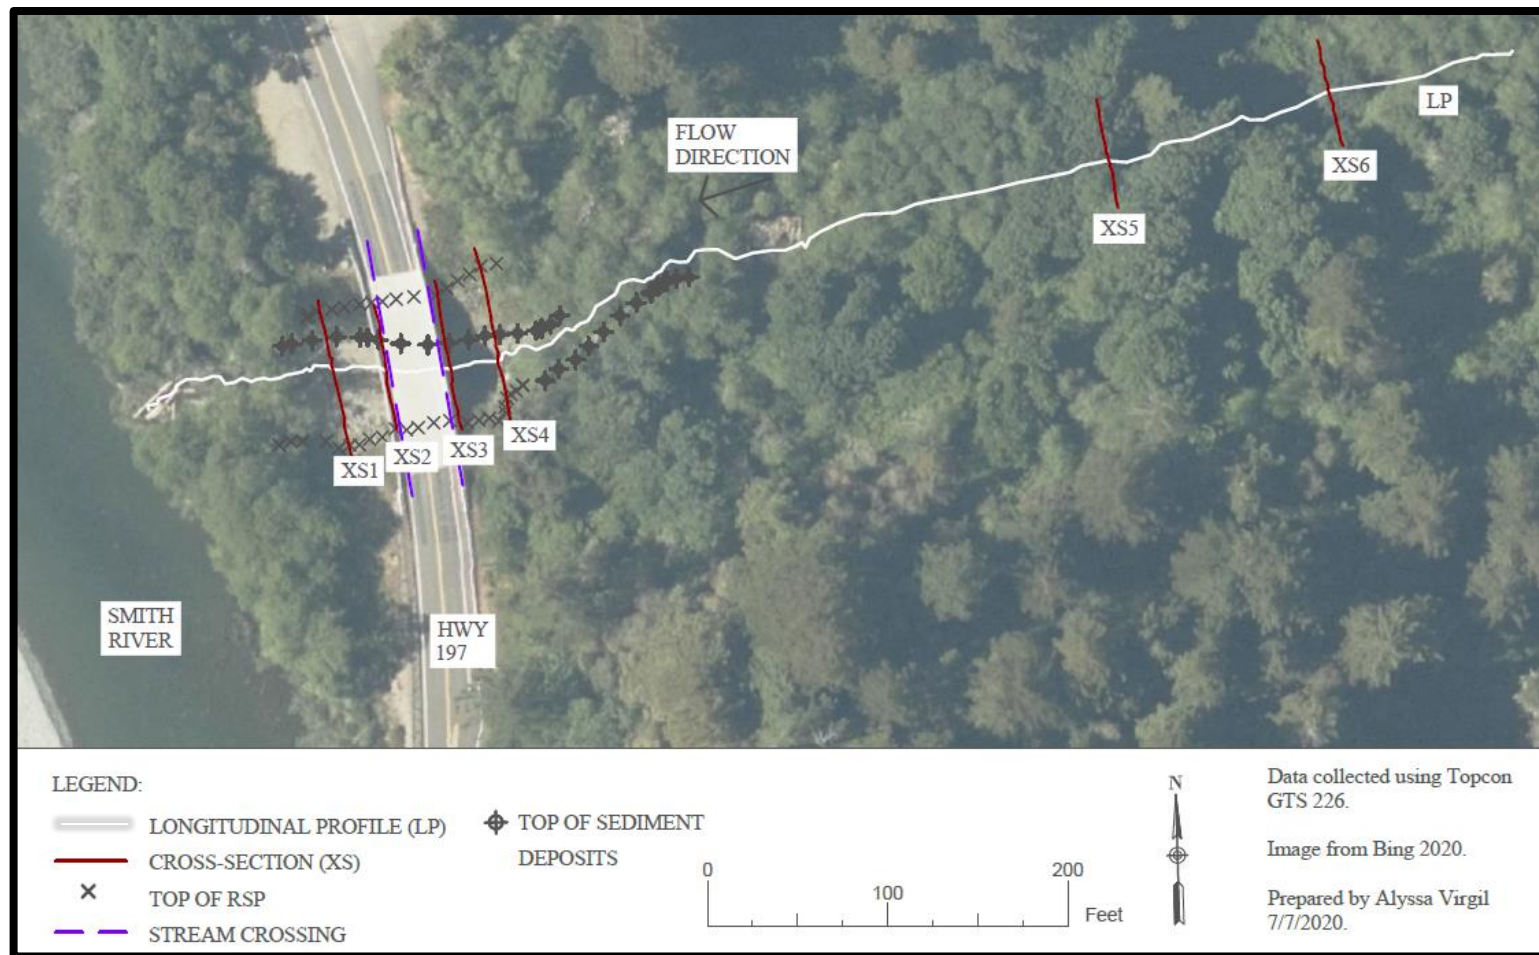 FLOW
DIRECTION
LP
XS6
XS5
XS4
XS3
XS2
XS1
SMITH
RIVER
HWY
197
LEGEND:
LONGITUDINAL PROFILE (LP)
CROSS-SECTION (XS)
TOP OF RSP
STREAM CROSSING
TOP OF SEDIMENT
DEPOSITS
0
100
200
Feet
N
Data collected using Topcon
GTS 226.
Image from Bing 2020.
Prepared by Alyssa Virgil
7/7/2020.